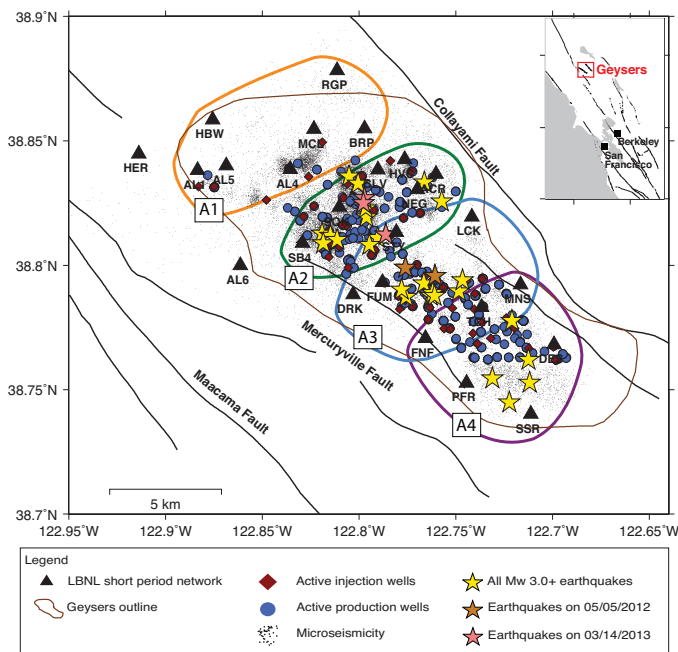 38.9°N
38.85°N
38.8°N
38.75°N
38.7°N
122.95°W
122.9°W
122.85°W
122.8°W
122.75°W
122.7°W
122.65°W
RGP
HBW
MCL
BRP
HER
AL1
AL5
AL4
A1
Collayami Fault
ACR
NEG
LCK
SB4
A2
AL6
FUM
DRK
MNS
A3
FNF
Mercuryville Fault
Maacama Fault
PFR
A4
SSR
5 km
Geysers
Berkeley
San
Francisco
Legend
LBNL short period network
Geysers outline
Active injection wells
Active production wells
Microseismicity
All Mw 3.0+ earthquakes
Earthquakes on 05/05/2012
Earthquakes on 03/14/2013